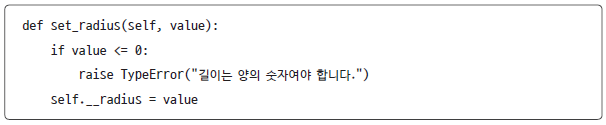 def set_radius(self, value):
    if value <= 0:
        raise TypeError("길이는 양의 숫자여야 합니다.")
    self.__radius = value